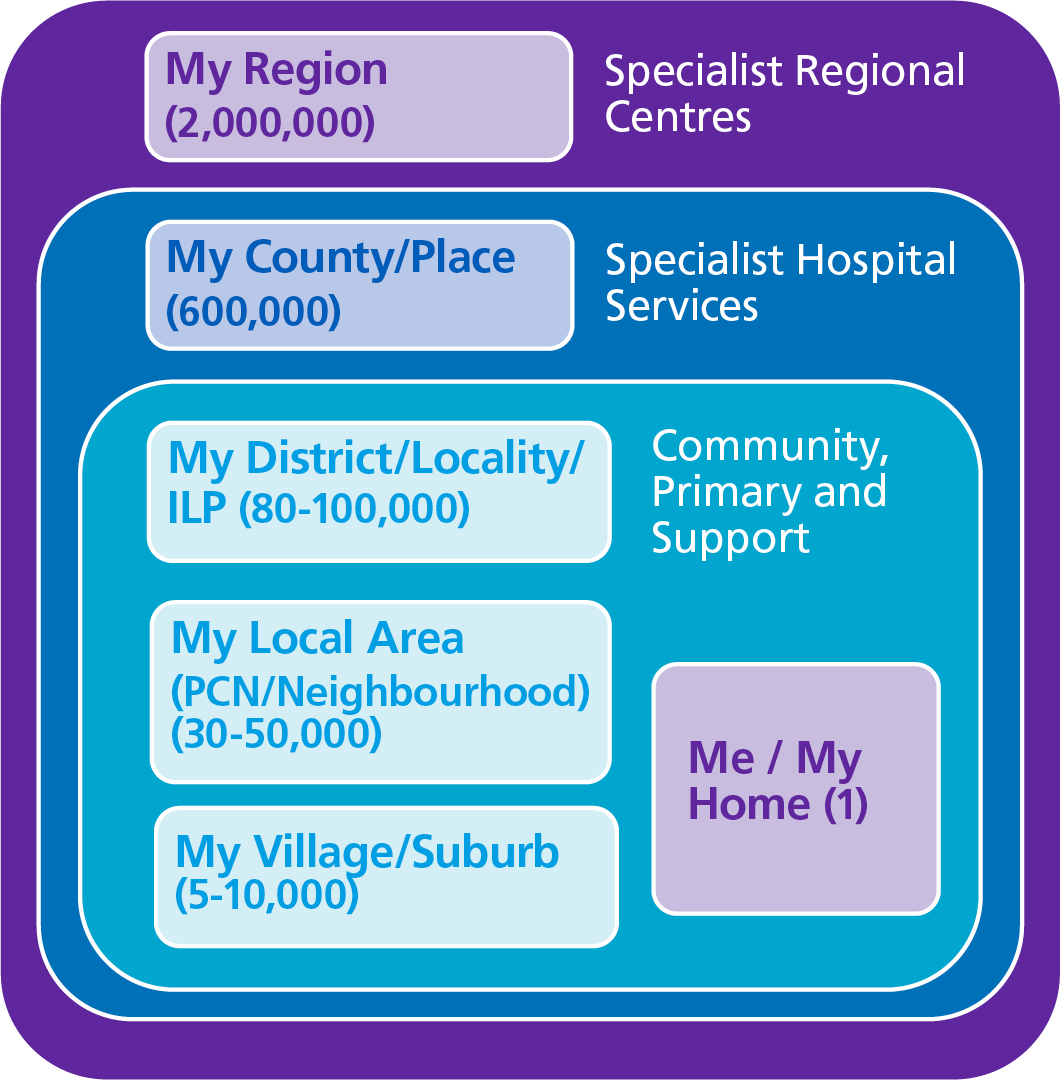 My Region
(2,000,000)
Specialist Regional
Centres
My County/Place
(600,000)
Specialist Hospital
Services
My District/Locality/
ILP (80-100,000)
Community,
Primary and
Support
My Local Area
(PCN/Neighbourhood)
(30-50,000)
Me / My
Home (1)
My Village/Suburb
(5-10,000)